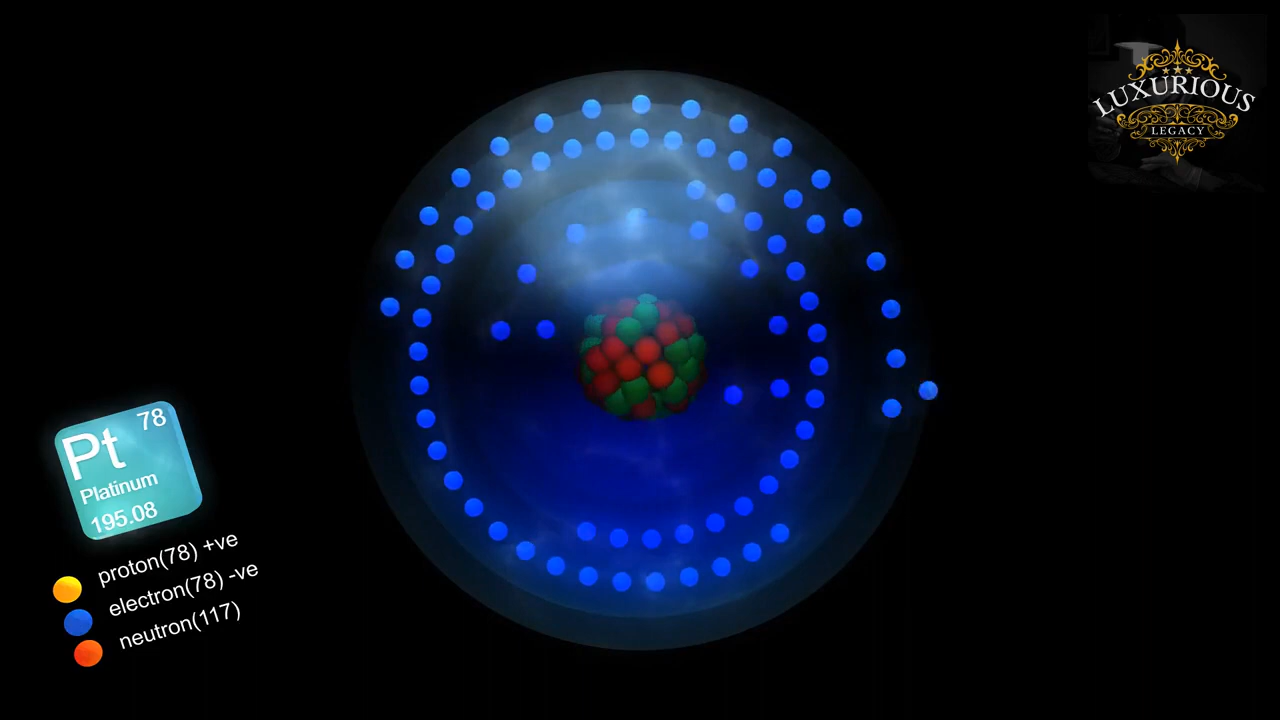 LUXURIOUS
LEGACY
78
Pt
Platinum
195.08
proton(78) +ve
electron(78) -ve
neutron(117)